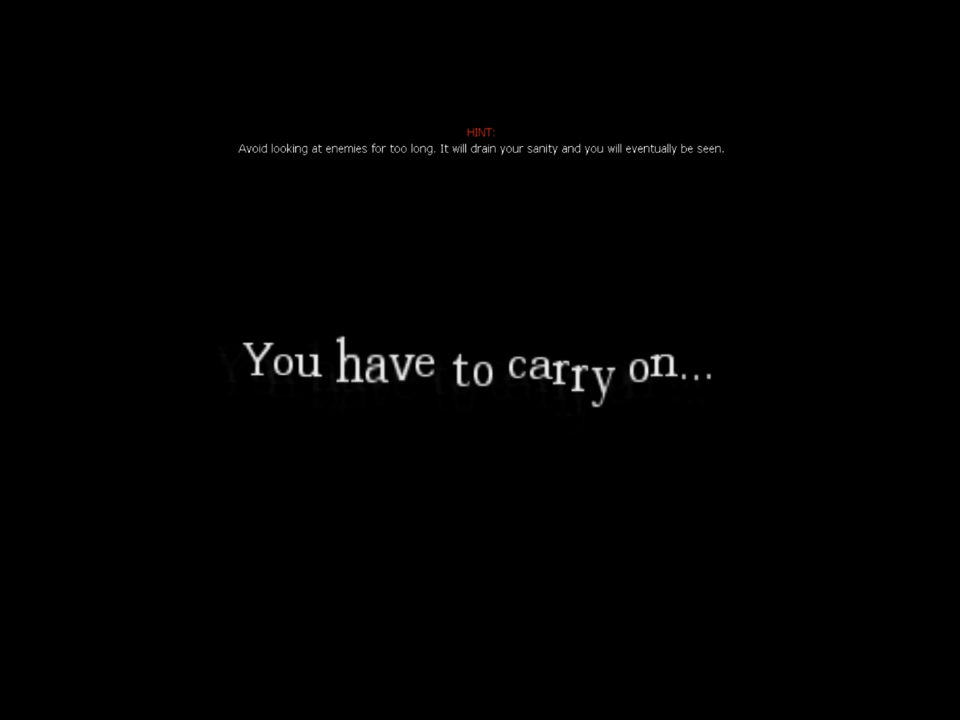 HINT:
Avoid looking at enemies for too long. It will drain your sanity and you will eventually be seen.
You have to carry on...